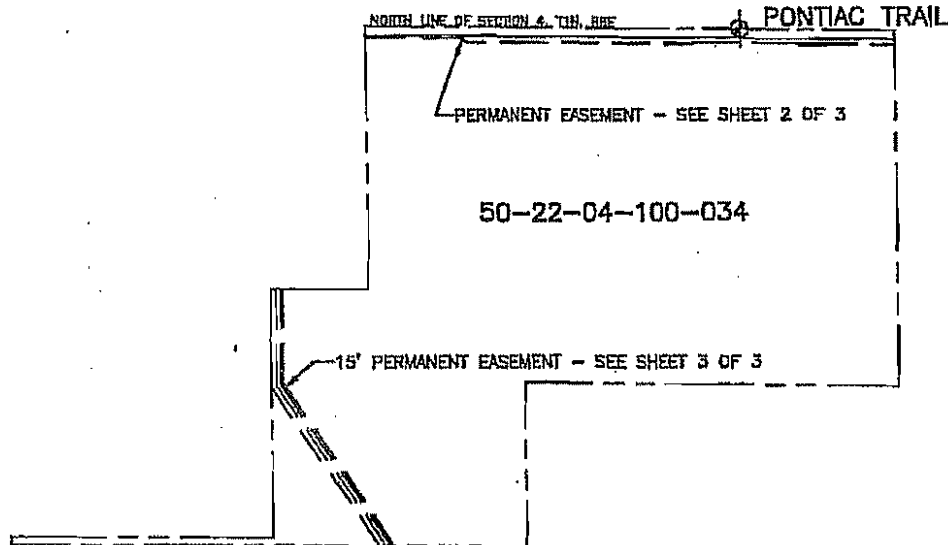 NORTH LINE OF SECTION 4, T1N, R8E
PONTIAC TRAIL
PERMANENT EASEMENT - SEE SHEET 2 OF 3
50-22-04-100-034
15' PERMANENT EASEMENT - SEE SHEET 3 OF 3